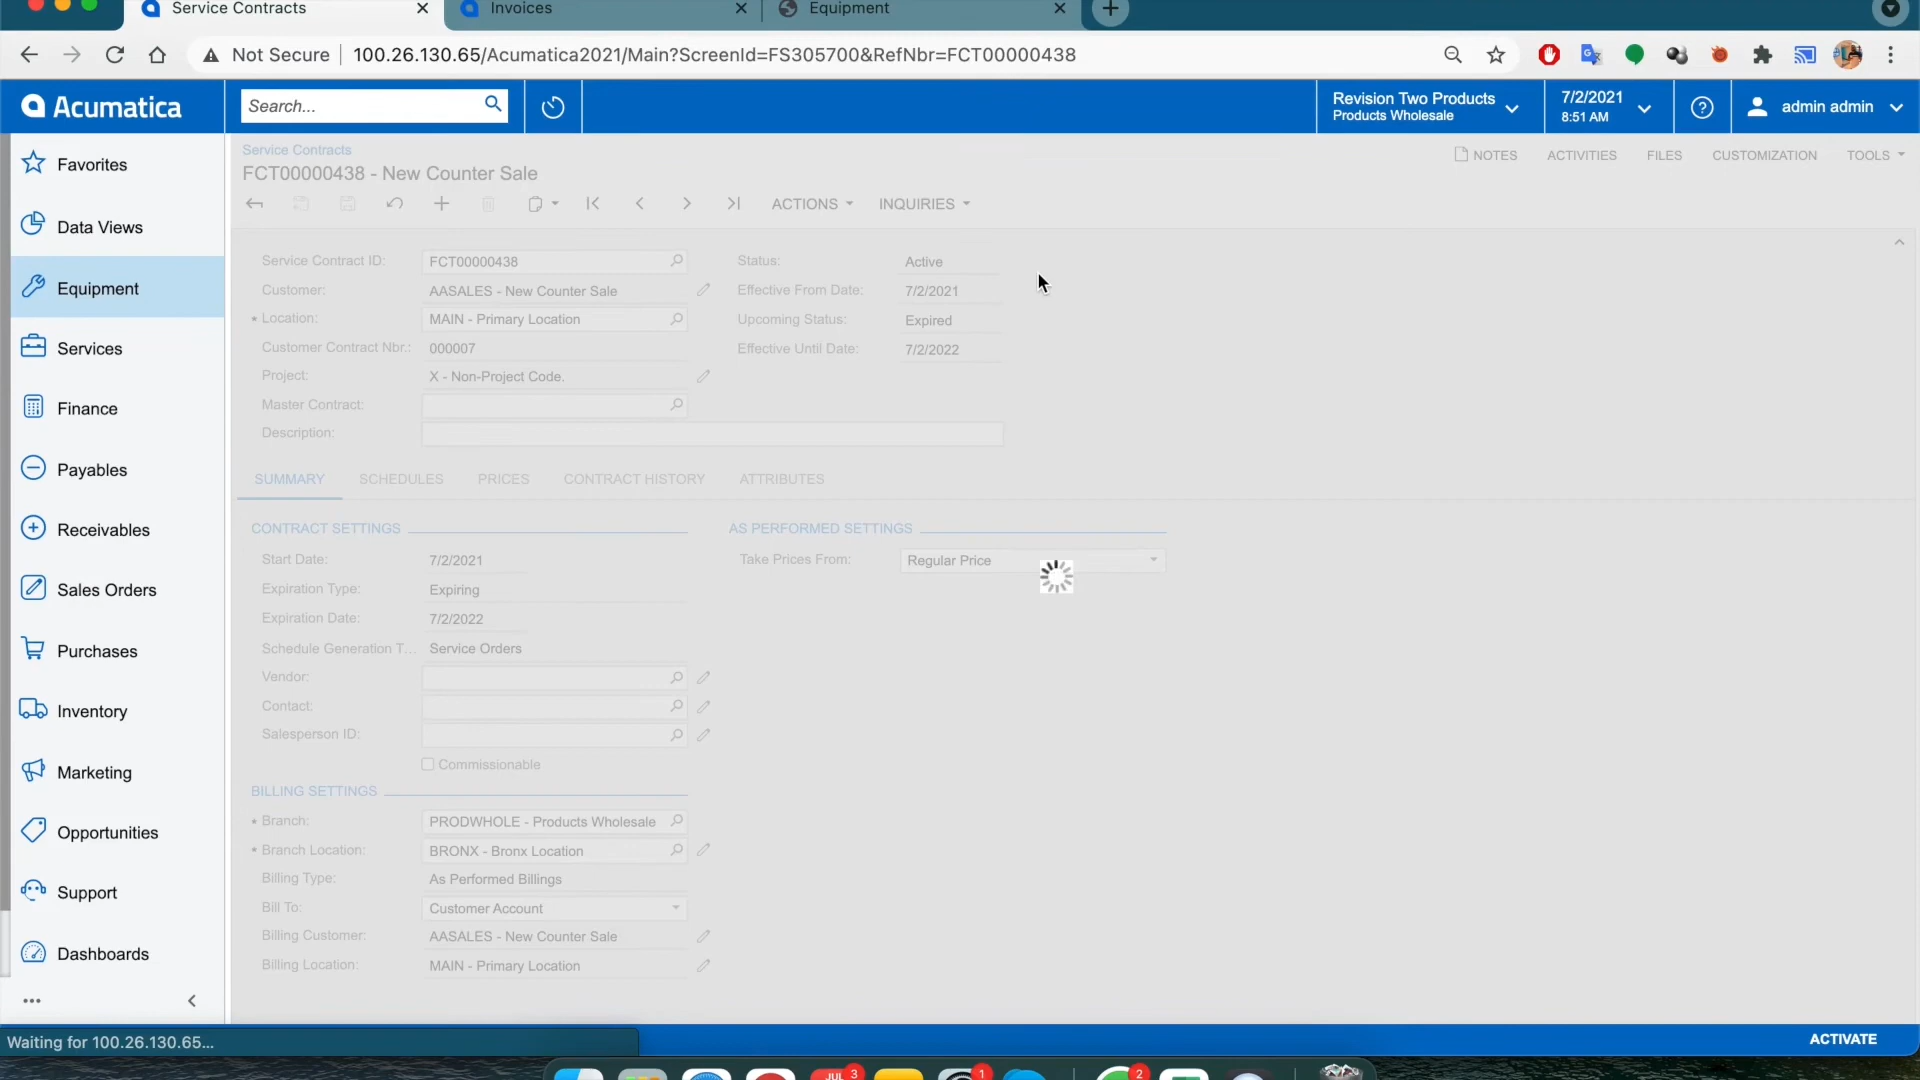 Service Contracts
Invoices
Equipment
Not Secure
100.26.130.65/Acumatica2021/Main?ScreenId=FS305700&RefNbr=FCT00000438
Acumatica
Search...
Revision Two Products
Products Wholesale
7/2/2021
8:51 AM
admin admin
Favorites
Data Views
Equipment
Services
Finance
Payables
Receivables
Sales Orders
Purchases
Inventory
Marketing
Opportunities
Support
Dashboards
Service Contracts
FCT00000438 - New Counter Sale
NOTES
ACTIVITIES
FILES
CUSTOMIZATION
TOOLS
ACTIONS
INQUIRIES
Service Contract ID: FCT00000438
Customer: AASALES - New Counter Sale
* Location: MAIN - Primary Location
Customer Contract Nbr.: 000007
Project: X - Non-Project Code.
Master Contract:
Description:
Status: Active
Effective From Date: 7/2/2021
Upcoming Status: Expired
Effective Until Date: 7/2/2022
SUMMARY
SCHEDULES
PRICES
CONTRACT HISTORY
ATTRIBUTES
CONTRACT SETTINGS
Start Date: 7/2/2021
Expiration Type: Expiring
Expiration Date: 7/2/2022
Schedule Generation T... Service Orders
Vendor:
Contact:
Salesperson ID:
Commissionable
BILLING SETTINGS
* Branch: PRODWHOLE - Products Wholesale
* Branch Location: BRONX - Bronx Location
Billing Type: As Performed Billings
Bill To: Customer Account
Billing Customer: AASALES - New Counter Sale
Billing Location: MAIN - Primary Location
AS PERFORMED SETTINGS
Take Prices From: Regular Price
Waiting for 100.26.130.65...
ACTIVATE
JUL
3
1
2